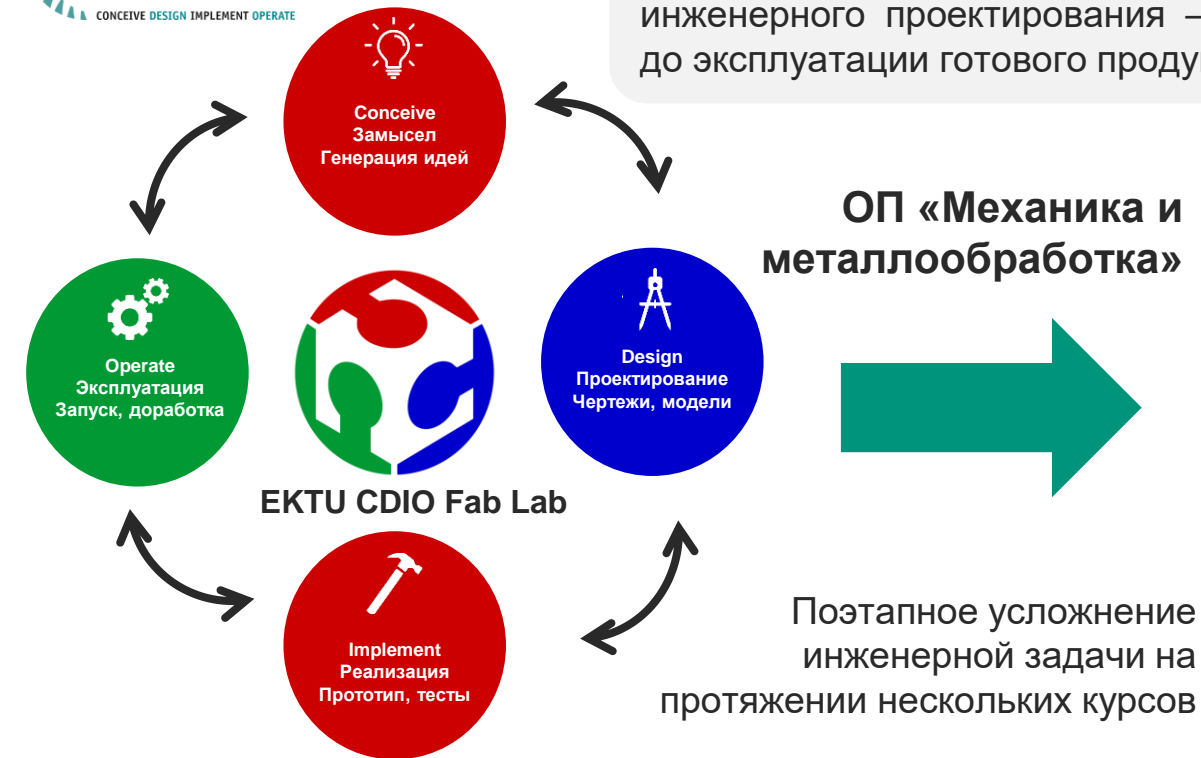 CONCEIVE DESIGN IMPLEMENT OPERATE
инженерного проектирования –
до эксплуатации готового
Conceive
Замысел
Генерация идей
ОП «Механика и
металлообработка»
Operate
Эксплуатация
Запуск, доработка
Design
Проектирование
Чертежи, модели
EKTU CDIO Fab Lab
Implement
Реализация
Прототип, тесты
Поэтапное усложнение
инженерной задачи на
протяжении нескольких курсов